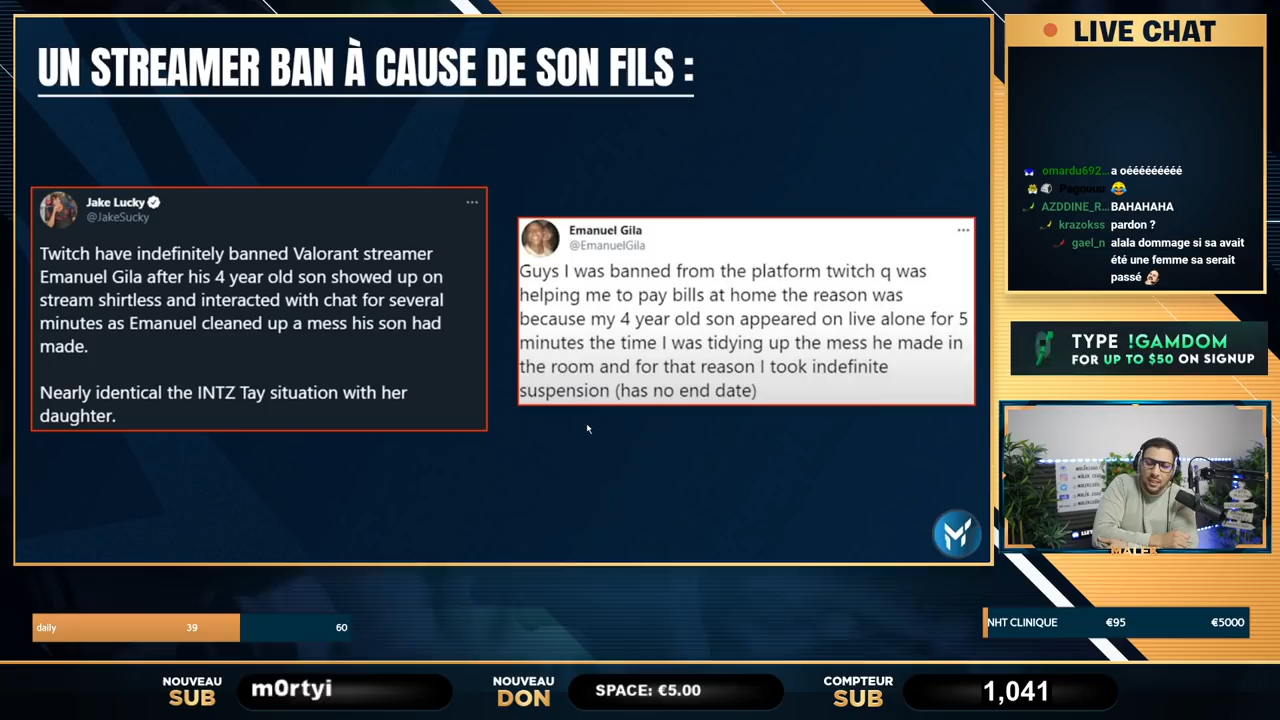 UN STREAMER BAN À CAUSE DE SON FILS :
Jake Lucky
@JakeSucky
Twitch have indefinitely banned Valorant streamer
Emanuel Gila after his 4 year old son showed up on
stream shirtless and interacted with chat for several
minutes as Emanuel cleaned up a mess his son had
made.
Nearly identical the INTZ Tay situation with her
daughter.
Emanuel Gila
@EmanuelGila
Guys I was banned from the platform twitch q was
helping me to pay bills at home the reason was
because my 4 year old son appeared on live alone for 5
minutes the time I was tidying up the mess he made in
the room and for that reason I took indefinite
suspension (has no end date)
LIVE CHAT
omardu692... a oééééééééé
Pagouuu
AZDDINE_R... BAHAHAHA
krazokss pardon ?
gael_n alala dommage si sa avait
été une femme sa serait
passé
TYPE !GAMDOM
FOR UP TO $50 ON SIGNUP
MALEK
daily 39 60
NHT CLINIQUE €95 €5000
NOUVEAU
SUB
m0rtyi
NOUVEAU
DON
SPACE: €5.00
COMPTEUR
SUB
1,041